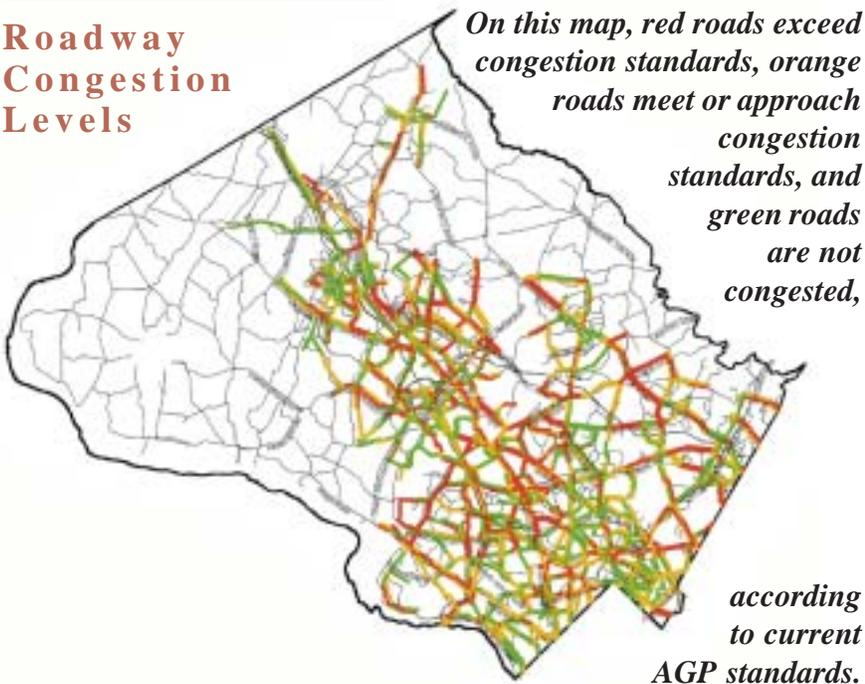 Roadway
Congestion
Levels
On this map, red roads exceed
congestion standards, orange
roads meet or approach
congestion
standards, and
green roads
are not
congested,
according
to current
AGP standards.